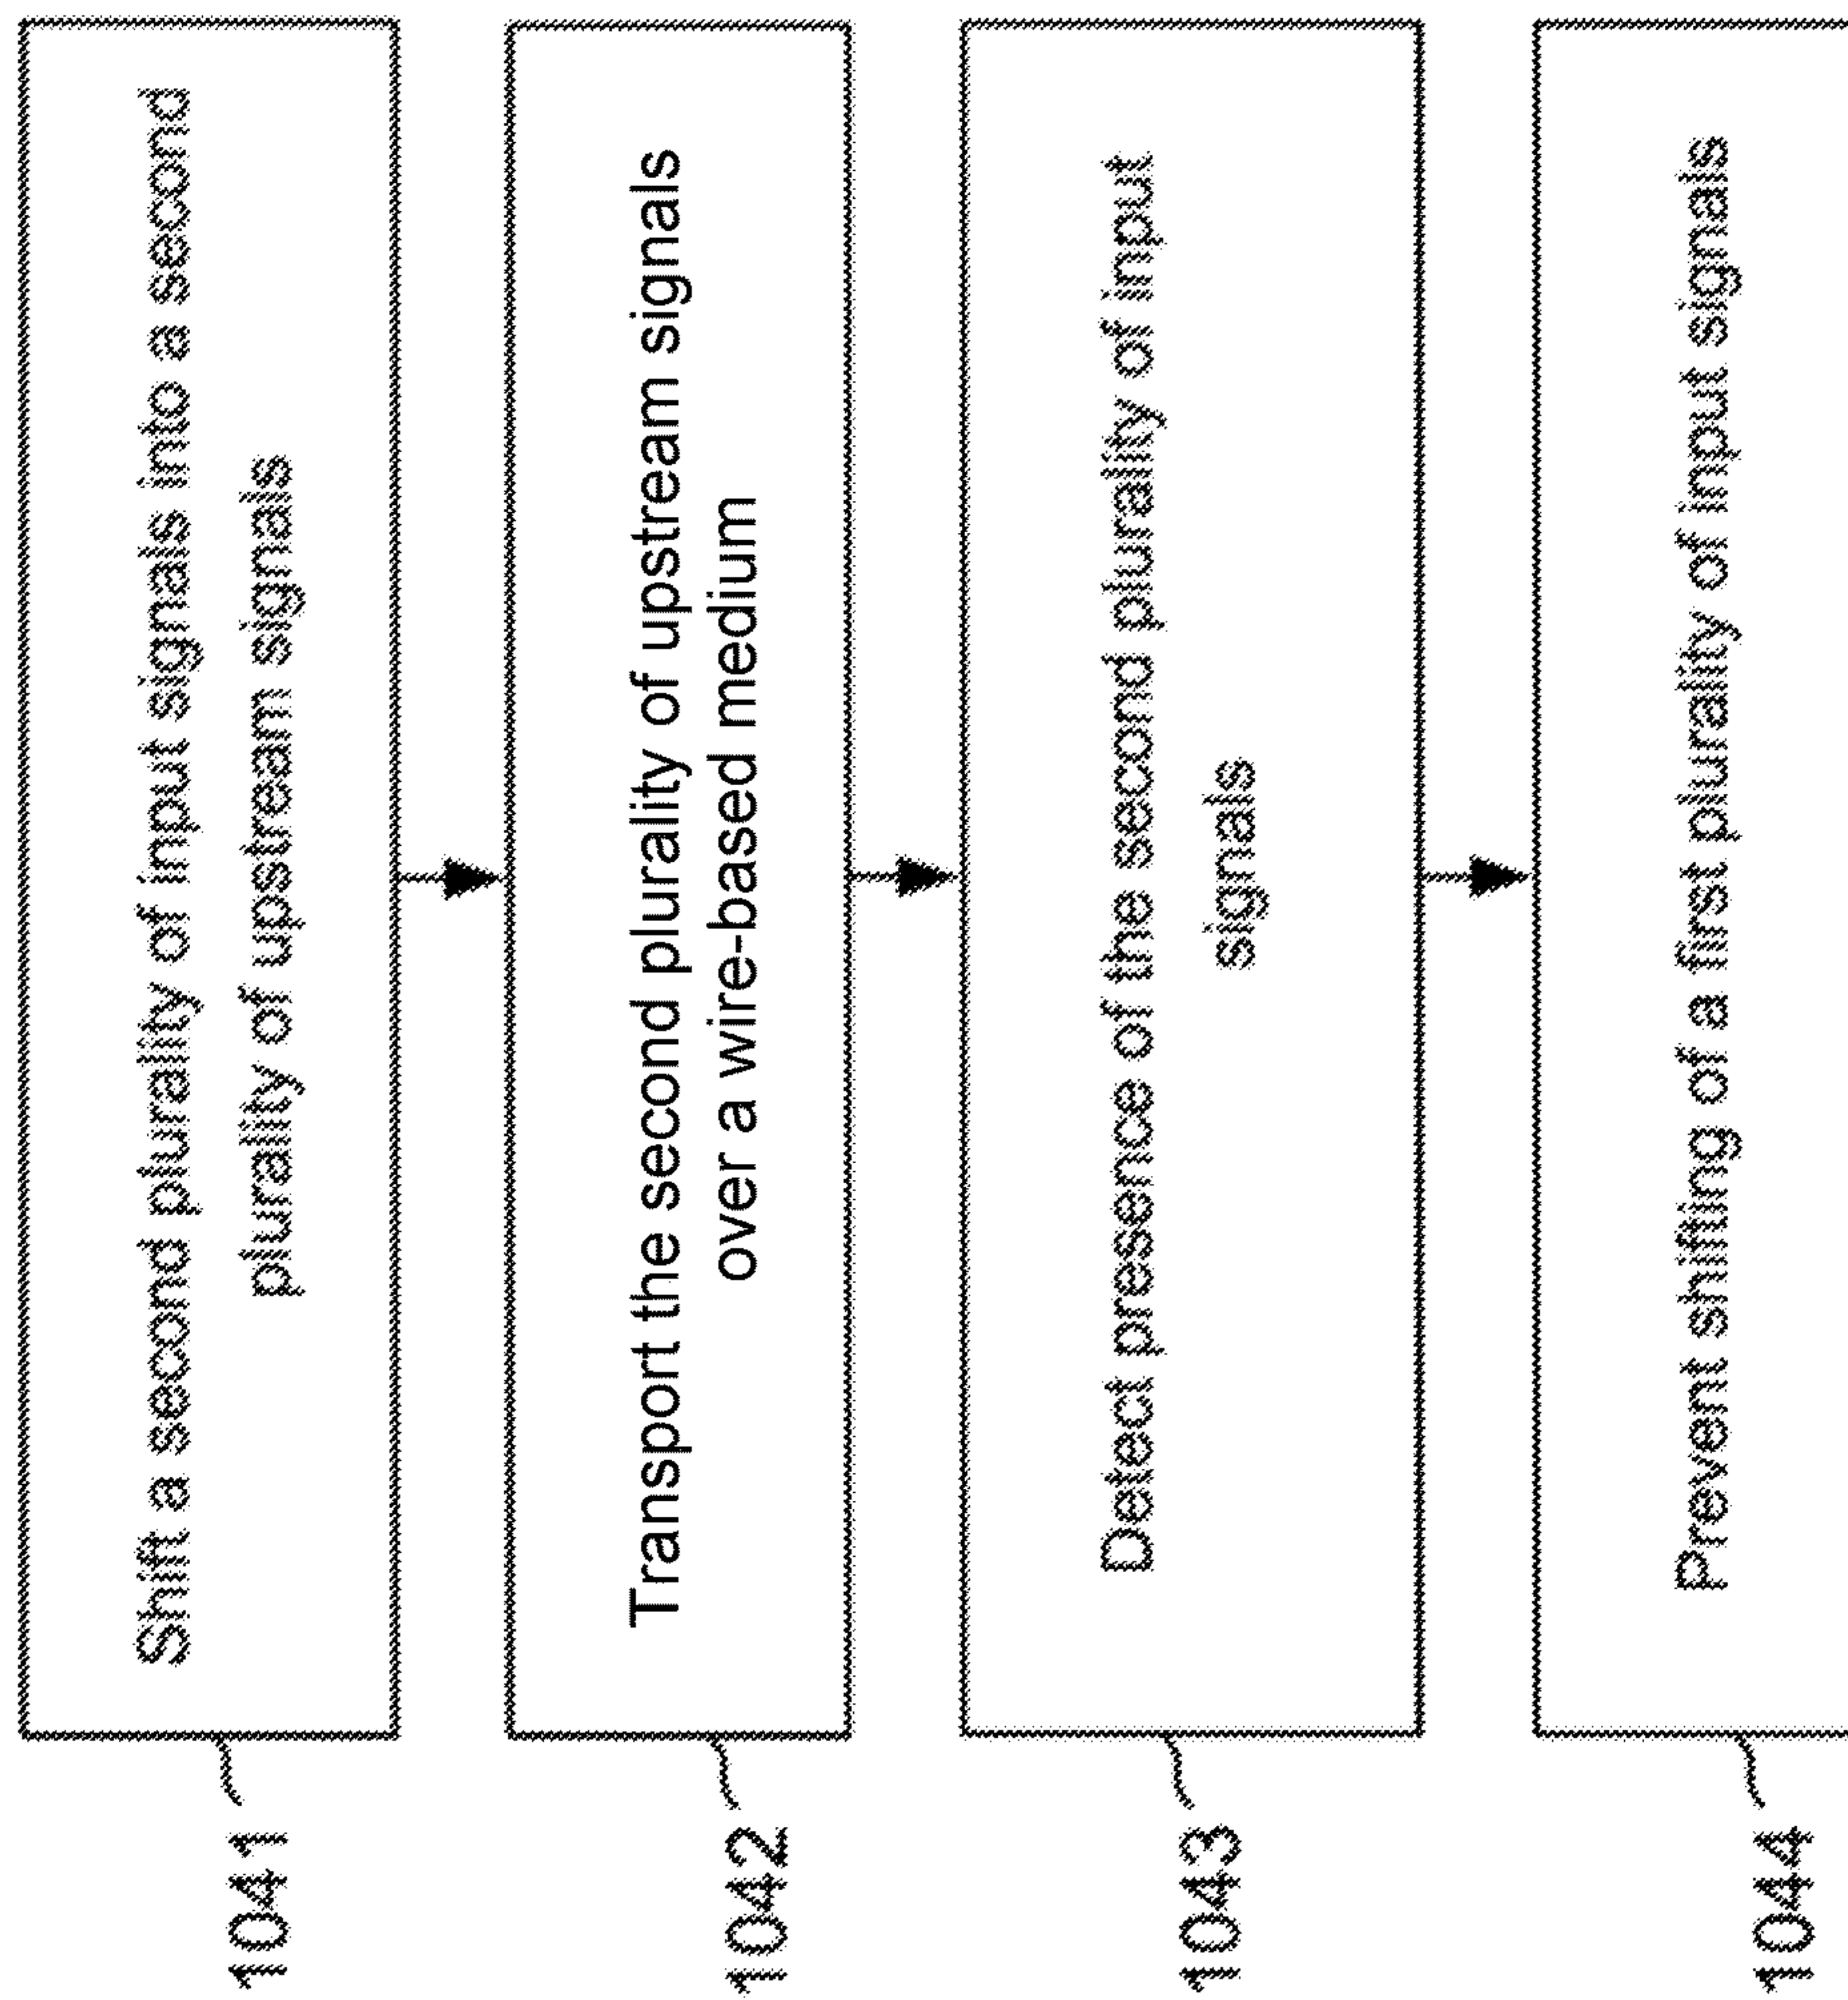 1041
Shift a second plurality of input signals into a second
plurality of upstream signals
1042
Transport the second plurality of upstream signals
over a wire-based medium
1043
Detect presence of the second plurality of input
signals
1044
Prevent shifting of a first plurality of input signals